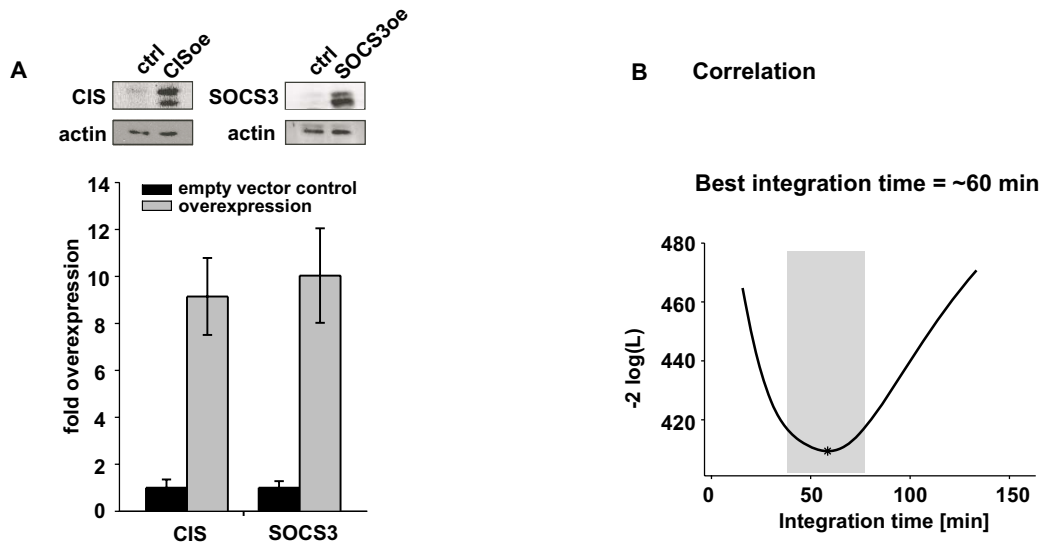 A
ctrl
CISoe
CIS
actin
ctrl
SOCS3oe
SOCS3
actin
14
12
10
8
6
4
2
0
fold overexpression
empty vector control
overexpression
CIS
SOCS3
B
Correlation
Best integration time = ~60 min
480
460
440
420
-2 log(L)
0
50
100
150
Integration time [min]